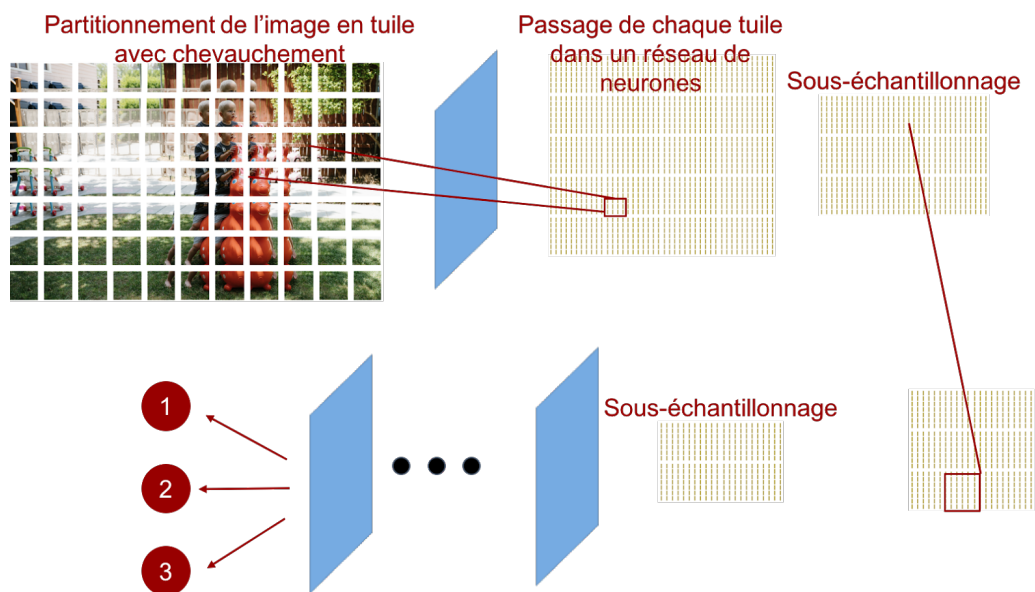 Partitionnement de l'image en tuile
avec chevauchement
Passage de chaque tuile
dans un réseau de
neurones
Sous-échantillonnage
Sous-échantillonnage
1
2
3